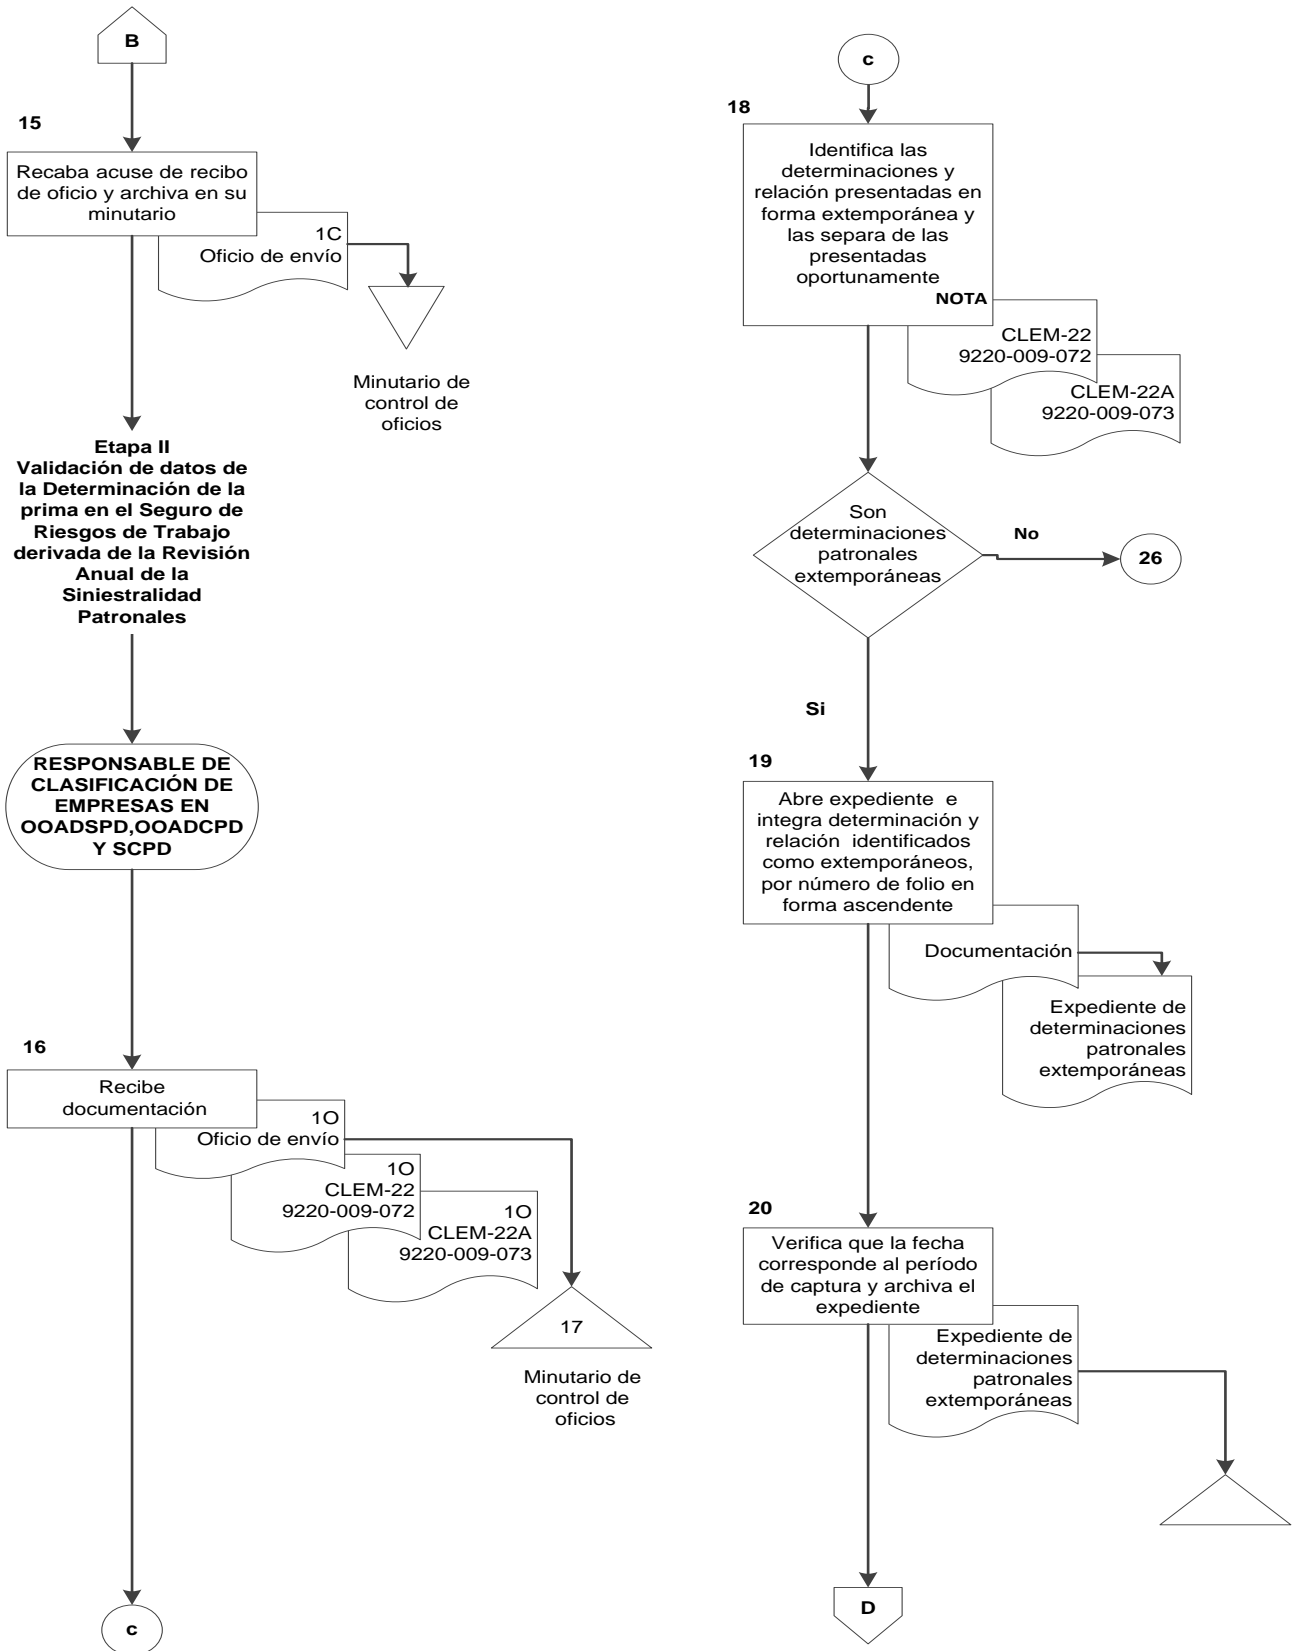 B
15
Recaba acuse de recibo
de oficio y archiva en su
minutario
1C
Oficio de envío
Minutario de
control de
oficios
Etapa II
Validación de datos de
la Determinación de la
prima en el Seguro de
Riesgos de Trabajo
derivada de la Revisión
Anual de la
Siniestralidad
Patronales
RESPONSABLE DE
CLASIFICACIÓN DE
EMPRESAS EN
OOADSPD,OOADCPD
Y SCPD
16
Recibe
documentación
1O
Oficio de envío
1O
CLEM-22
9220-009-072
1O
CLEM-22A
9220-009-073
17
Minutario de
control de
oficios
c
c
18
Identifica las
determinaciones y
relación presentadas en
forma extemporánea y
las separa de las
presentadas
oportunamente
NOTA
CLEM-22
9220-009-072
CLEM-22A
9220-009-073
Son
determinaciones
patronales
extemporáneas
No
26
Si
19
Abre expediente e
integra determinación y
relación identificados
como extemporáneos,
por número de folio en
forma ascendente
Documentación
Expediente de
determinaciones
patronales
extemporáneas
20
Verifica que la fecha
corresponde al período
de captura y archiva el
expediente
Expediente de
determinaciones
patronales
extemporáneas
D